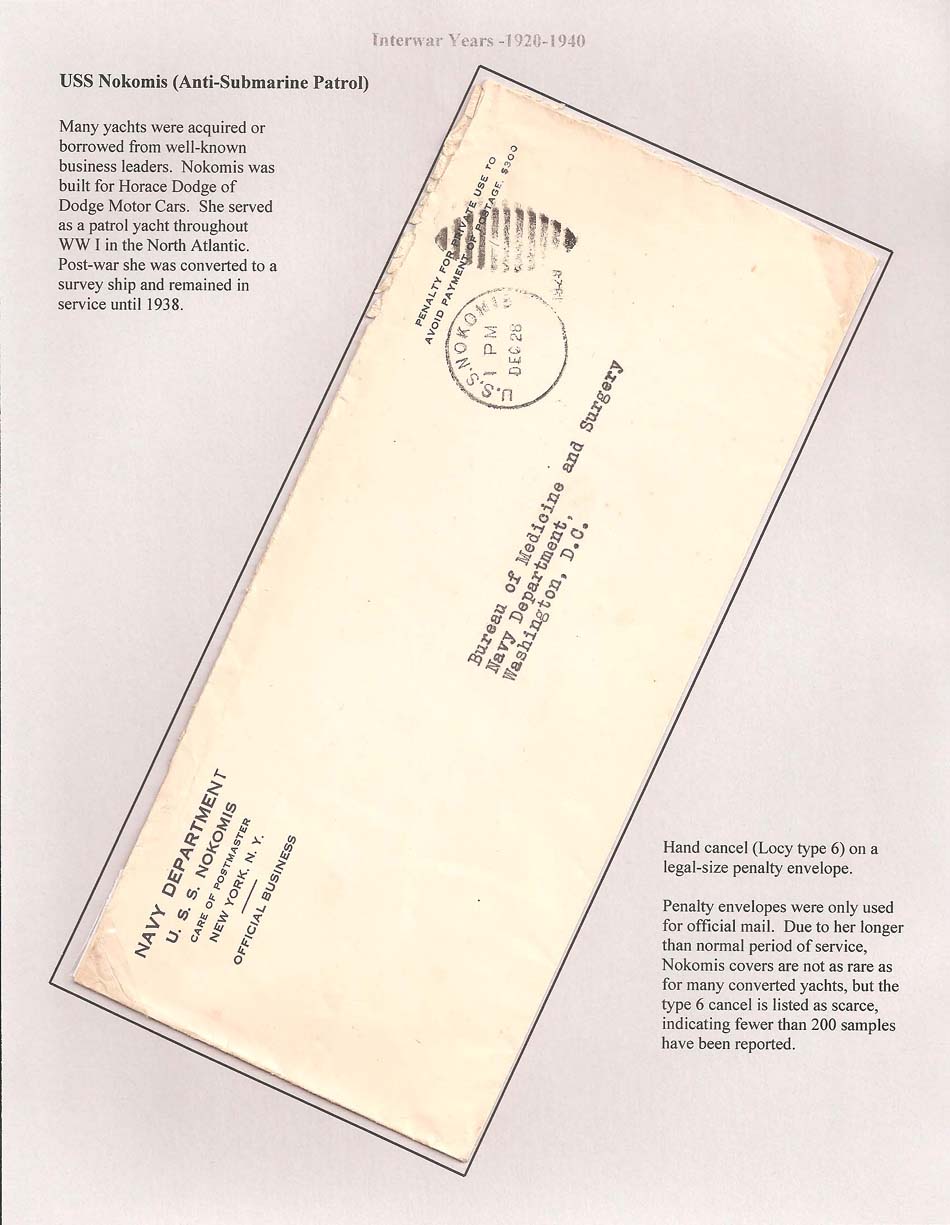 Interwar Years -1920-1940
USS Nokomis (Anti-Submarine Patrol)
Many yachts were acquired or
borrowed from well-known
business leaders. Nokomis was
built for Horace Dodge of
Dodge Motor Cars. She served
as a patrol yacht throughout
WW I in the North Atlantic.
Post-war she was converted to a
survey ship and remained in
service until 1938.
PENALTY FOR PRIVATE USE TO
AVOID PAYMENT OF POSTAGE, $300
U.S.S. NOKOMIS
1 PM
DEC 28
Bureau of Medicine and Surgery
Navy Department,
Washington, D.C.
NAVY DEPARTMENT
U. S. S. NOKOMIS
CARE OF POSTMASTER
NEW YORK, N. Y.
OFFICIAL BUSINESS
Hand cancel (Locy type 6) on a
legal-size penalty envelope.
Penalty envelopes were only used
for official mail. Due to her longer
than normal period of service,
Nokomis covers are not as rare as
for many converted yachts, but the
type 6 cancel is listed as scarce,
indicating fewer than 200 samples
have been reported.